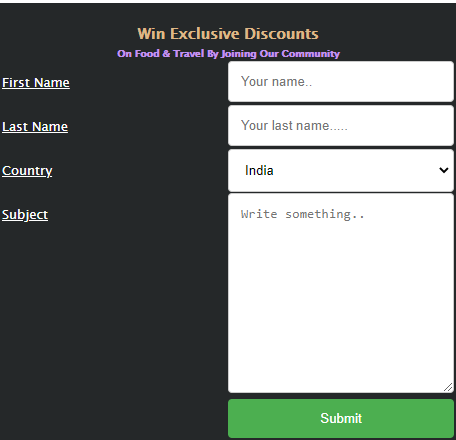 Win Exclusive Discounts
On Food & Travel By Joining Our Community
First Name
Your name..
Last Name
Your last name.....
Country
India
Subject
Write something..
Submit